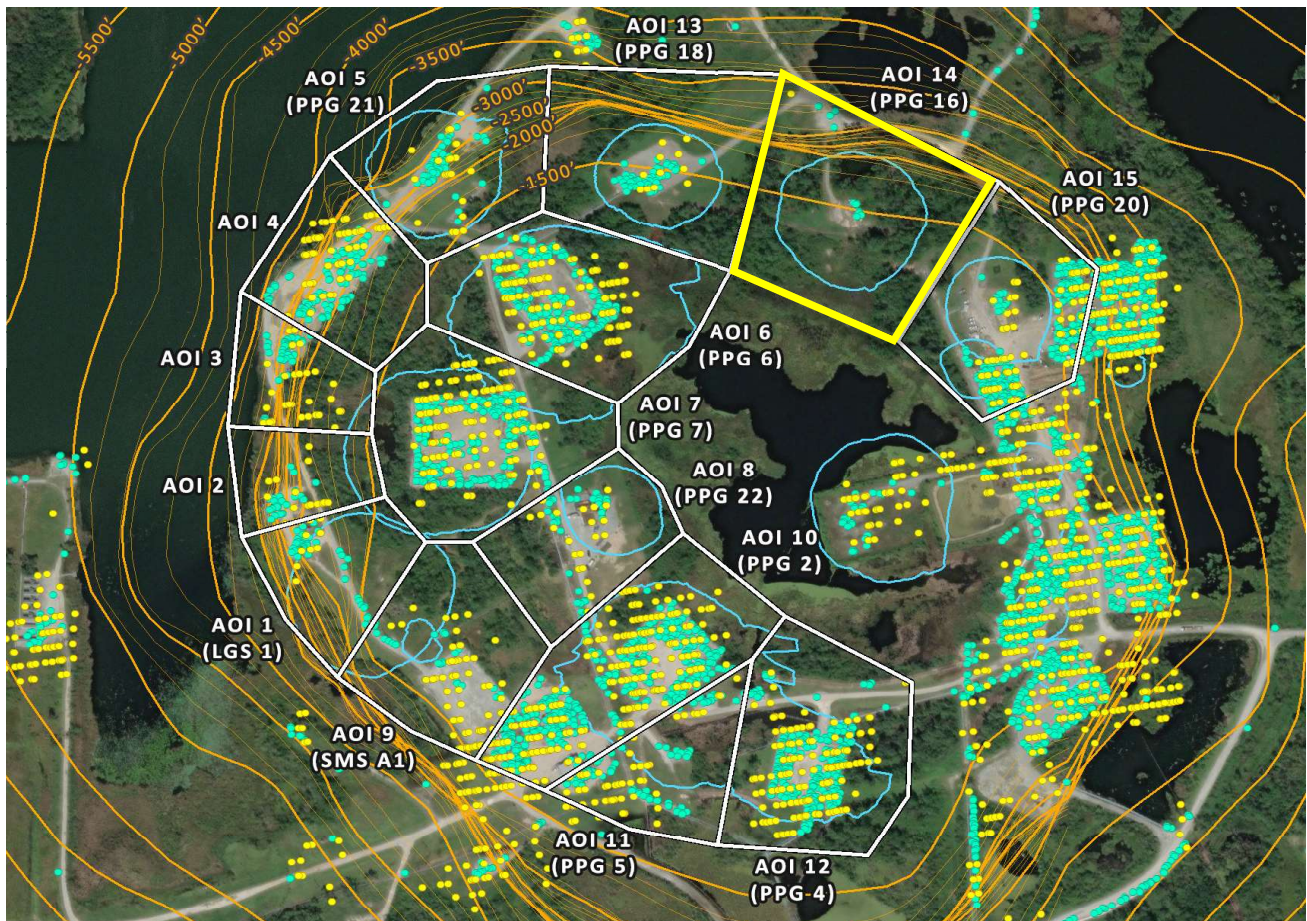 -5500'
-5000'
-4500'
-4000'
-3500'
-3000'
-2500'
-2000'
-1500'
AOI 13
(PPG 18)
AOI 5
(PPG 21)
AOI 14
(PPG 16)
AOI 15
(PPG 20)
AOI 4
AOI 6
(PPG 6)
AOI 3
AOI 7
(PPG 7)
AOI 8
(PPG 22)
AOI 2
AOI 10
(PPG 2)
AOI 1
(LGS 1)
AOI 9
(SMS A1)
AOI 11
(PPG 5)
AOI 12
(PPG 4)